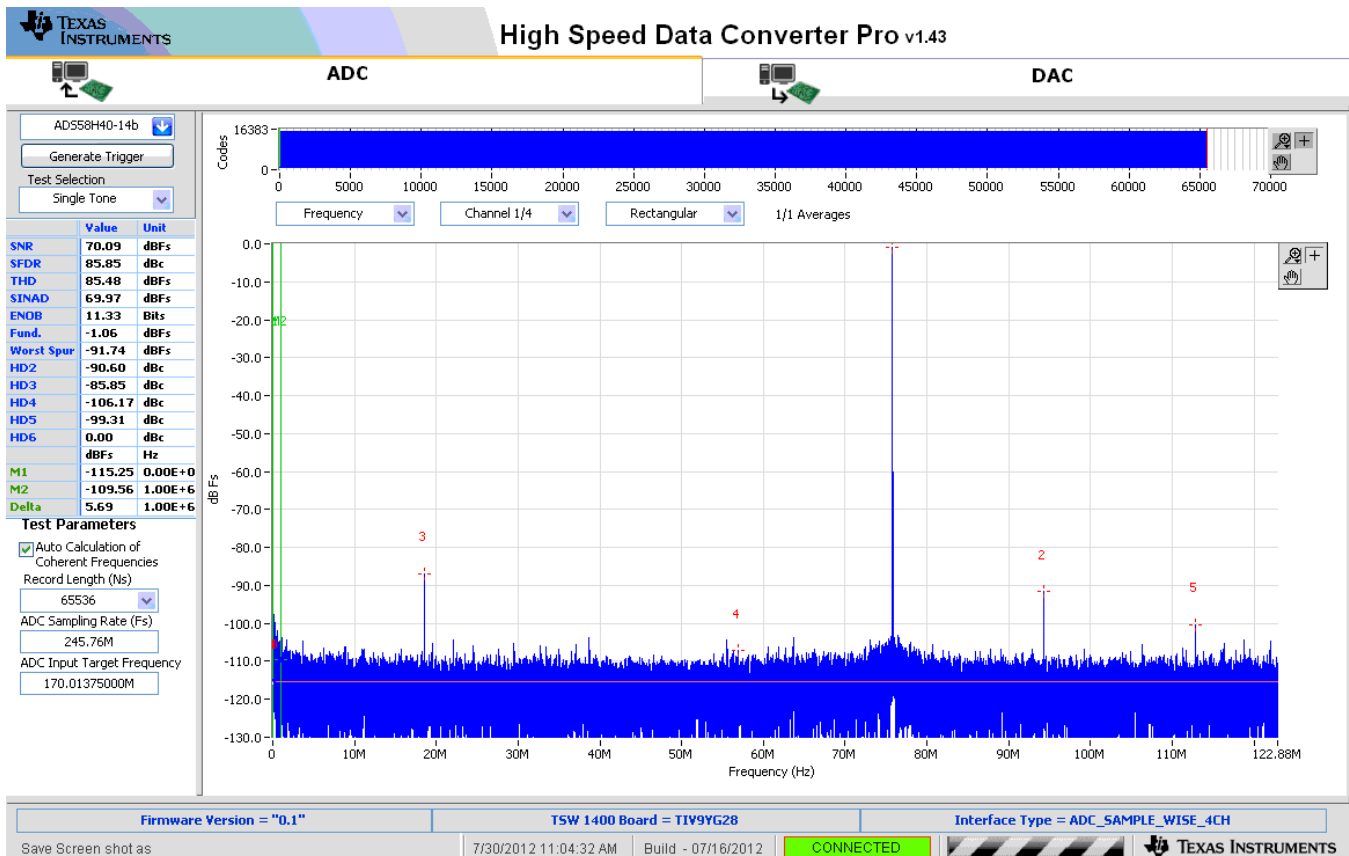 TEXAS
INSTRUMENTS
High Speed Data Converter Pro v1.43
ADC
DAC
ADS58H40-14b
Generate Trigger
Test Selection
Single Tone
Value Unit
SNR 70.09 dBFs
SFDR 85.85 dBc
THD 85.48 dBFs
SINAD 69.97 dBFs
ENOB 11.33 Bits
Fund. -1.06 dBFs
Worst Spur -91.74 dBFs
HD2 -90.60 dBc
HD3 -85.85 dBc
HD4 -106.17 dBc
HD5 -99.31 dBc
HD6 0.00 dBc
dBFs Hz
M1 -115.25 0.00E+0
M2 -109.56 1.00E+6
Delta 5.69 1.00E+6
Test Parameters
Auto Calculation of
Coherent Frequencies
Record Length (Ns)
65536
ADC Sampling Rate (Fs)
245.76M
ADC Input Target Frequency
170.01375000M
Codes
16383
0
0 5000 10000 15000 20000 25000 30000 35000 40000 45000 50000 55000 60000 65000 70000
Frequency
Channel 1/4
Rectangular
1/1 Averages
dB Fs
0.0
-10.0
-20.0
-30.0
-40.0
-50.0
-60.0
-70.0
-80.0
-90.0
-100.0
-110.0
-120.0
-130.0
M2
3
4
2
5
0 10M 20M 30M 40M 50M 60M 70M 80M 90M 100M 110M 122.88M
Frequency (Hz)
Firmware Version = "0.1"
TSW 1400 Board = TIV9YG28
Interface Type = ADC_SAMPLE_WISE_4CH
Save Screen shot as
7/30/2012 11:04:32 AM
Build - 07/16/2012
CONNECTED
TEXAS INSTRUMENTS